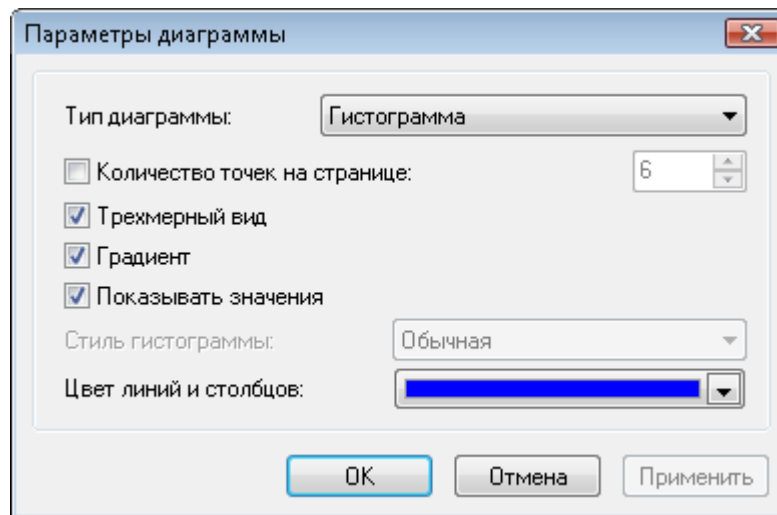 Параметры диаграммы
Тип диаграммы: Гистограмма
Количество точек на странице: 6
Трехмерный вид
Градиент
Показывать значения
Стиль гистограммы: Обычная
Цвет линий и столбцов:
OK Отмена Применить